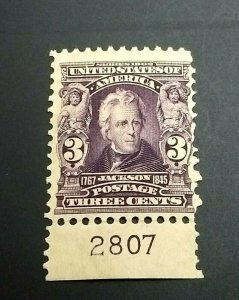 SERIES 1902
UNITED STATES OF
AMERICA
3 3
1767 JACKSON 1845
POSTAGE
THREE CENTS
2807